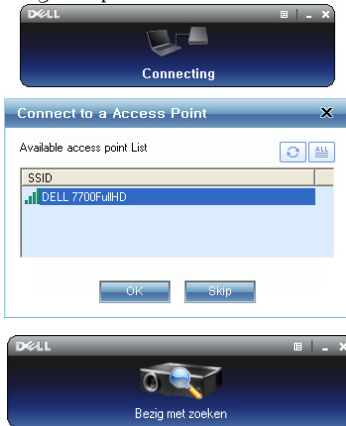 DELL
Connecting
Connect to a Access Point
Available access point List
ALL
SSID
DELL 7700FullHD
OK
Skip
DELL
Bezig met zoeken